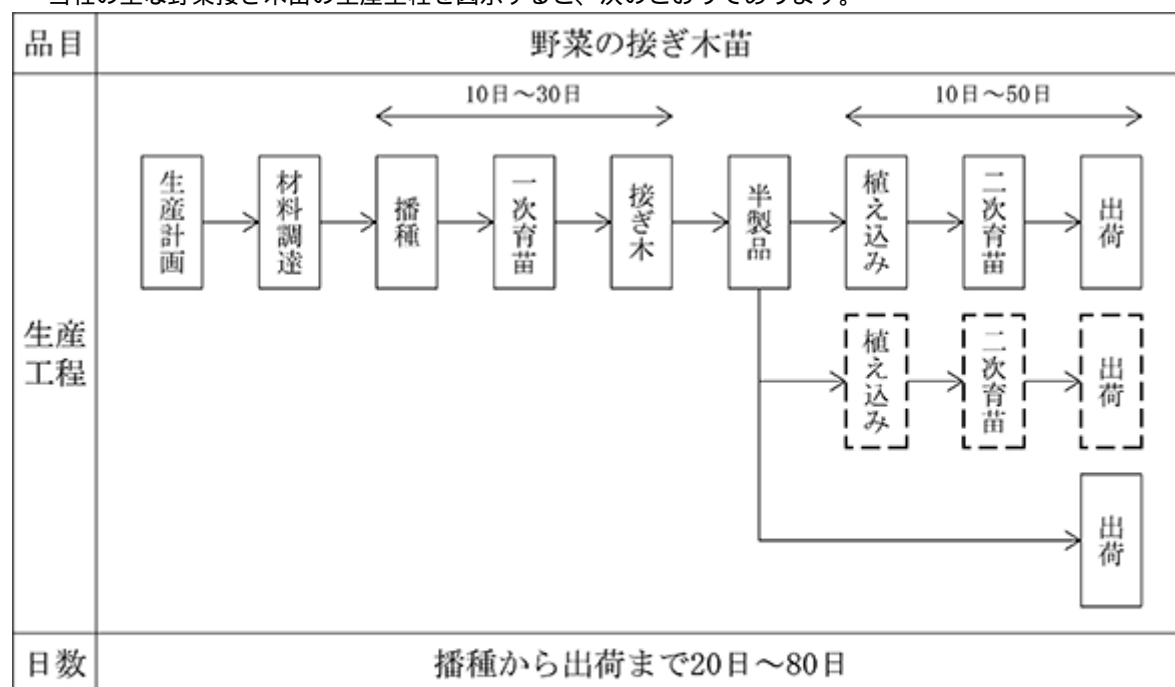 当社の主な野菜接ぎ木苗の生産工程を図示すると、次のとおりであります。
品目
野菜の接ぎ木苗
生産
工程
10日～30日
10日～50日
生産計画
材料調達
播種
一次育苗
接ぎ木
半製品
植え込み
二次育苗
出荷
植え込み
二次育苗
出荷
出荷
日数
播種から出荷まで20日～80日